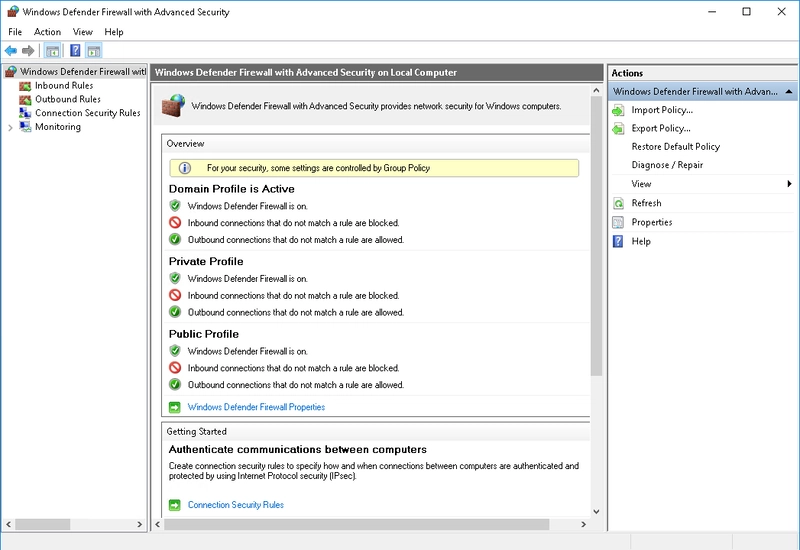 Windows Defender Firewall with Advanced Security
File Action View Help
Windows Defender Firewall with
Inbound Rules
Outbound Rules
Connection Security Rules
Monitoring
Windows Defender Firewall with Advanced Security on Local Computer
Windows Defender Firewall with Advanced Security provides network security for Windows computers.
Overview
For your security, some settings are controlled by Group Policy
Domain Profile is Active
Windows Defender Firewall is on.
Inbound connections that do not match a rule are blocked.
Outbound connections that do not match a rule are allowed.
Private Profile
Windows Defender Firewall is on.
Inbound connections that do not match a rule are blocked.
Outbound connections that do not match a rule are allowed.
Public Profile
Windows Defender Firewall is on.
Inbound connections that do not match a rule are blocked.
Outbound connections that do not match a rule are allowed.
Windows Defender Firewall Properties
Getting Started
Authenticate communications between computers
Create connection security rules to specify how and when connections between computers are authenticated and
protected by using Internet Protocol security (IPsec).
Connection Security Rules
Actions
Windows Defender Firewall with Advan...
Import Policy...
Export Policy...
Restore Default Policy
Diagnose / Repair
View
Refresh
Properties
Help